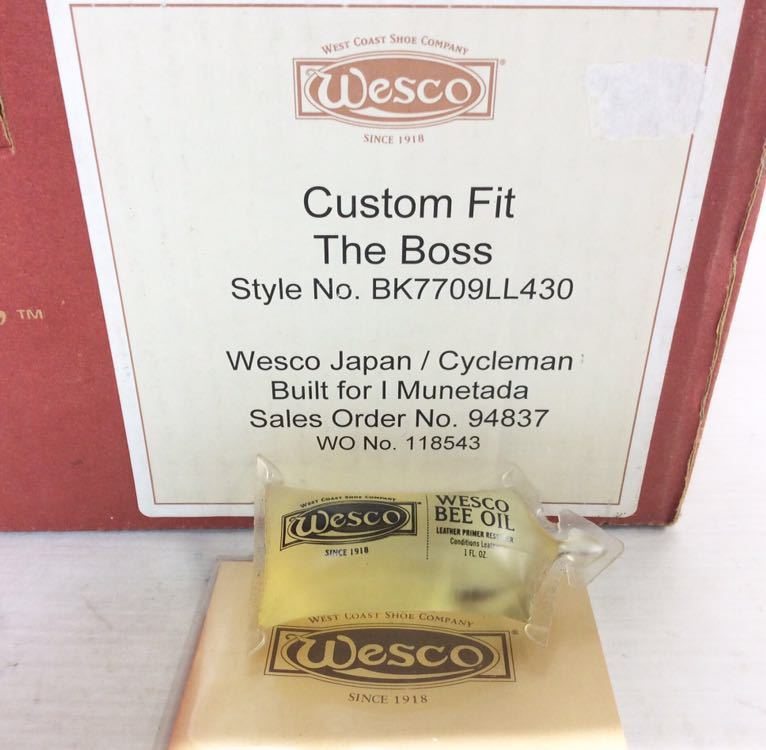 WEST COAST SHOE COMPANY
Wesco®
SINCE 1918
Custom Fit
The Boss
Style No. BK7709LL430
Wesco Japan / Cycleman
Built for I Munetada
Sales Order No. 94837
WO No. 118543
™
WEST COAST SHOE COMPANY
Wesco
SINCE 1918
WESCO
BEE OIL
LEATHER PRIMER
Conditions
1 FL. OZ.
WEST COAST SHOE COMPANY
Wesco®
SINCE 1918